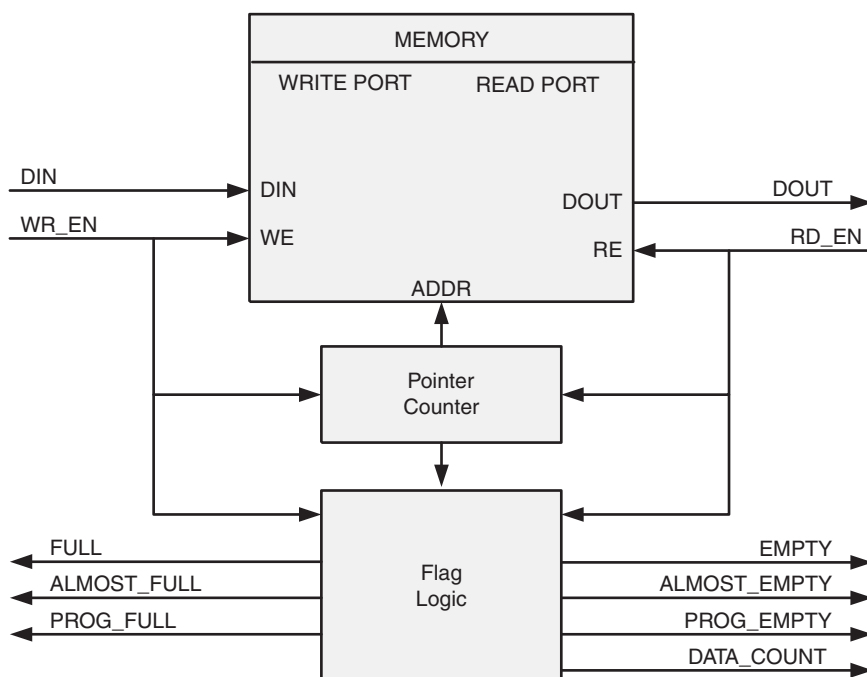 MEMORY
WRITE PORT READ PORT
DIN
DIN
DOUT
DOUT
WR_EN
WE
RE
RD_EN
ADDR
Pointer
Counter
FULL
EMPTY
ALMOST_FULL
Flag
Logic
ALMOST_EMPTY
PROG_FULL
PROG_EMPTY
DATA_COUNT